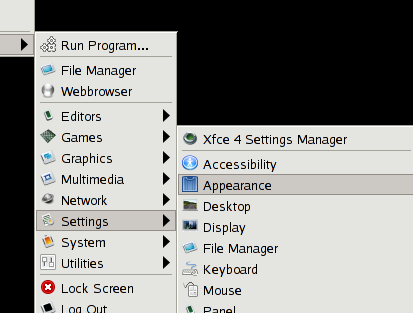 Run Program...
File Manager
Webbrowser
Editors
Games
Graphics
Multimedia
Network
Settings
System
Utilities
Lock Screen
Log Out
Xfce 4 Settings Manager
Accessibility
Appearance
Desktop
Display
File Manager
Keyboard
Mouse
Panel